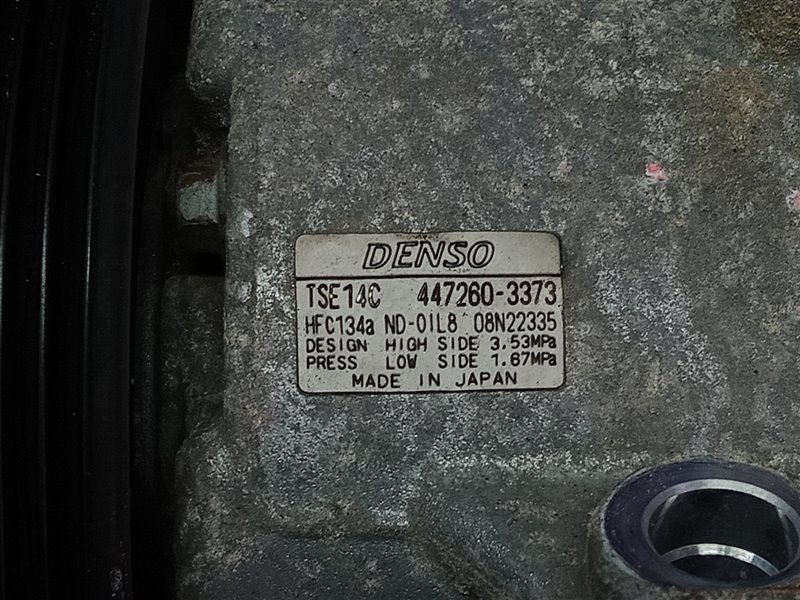 DENSO
TSE14C 447260-3373
HFC134a ND-OIL8 08N22335
DESIGN HIGH SIDE 3.53MPa
PRESS LOW SIDE 1.67MPa
MADE IN JAPAN